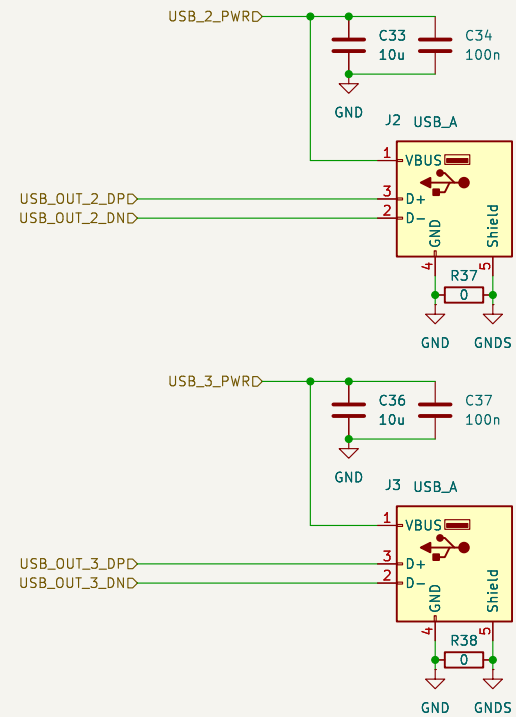 USB_2_PWR
C33
10u
C34
100n
GND
J2
USB_A
1
VBUS
USB_OUT_2_DP
3
D+
USB_OUT_2_DN
2
D-
GND
Shield
4
5
R37
0
GND
GNDS
USB_3_PWR
C36
10u
C37
100n
GND
J3
USB_A
1
VBUS
USB_OUT_3_DP
3
D+
USB_OUT_3_DN
2
D-
GND
Shield
4
5
R38
0
GND
GNDS